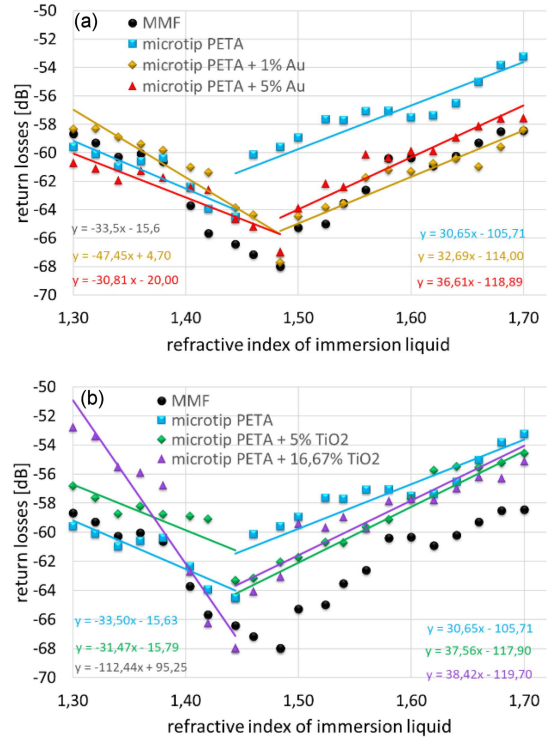 (a)
MMF
microtip PETA
microtip PETA + 1% Au
microtip PETA + 5% Au
return losses [dB]
-50
-52
-54
-56
-58
-60
-62
-64
-66
-68
-70
y = -33,5x - 15,6
y = -47,45x + 4,70
y = -30,81x - 20,00
y = 30,65x - 105,71
y = 32,69x - 114,00
y = 36,61x - 118,89
1,30 1,40 1,50 1,60 1,70
refractive index of immersion liquid
(b)
MMF
microtip PETA
microtip PETA + 5% TiO2
microtip PETA + 16,67% TiO2
return losses [dB]
-50
-52
-54
-56
-58
-60
-62
-64
-66
-68
-70
y = -33,50x - 15,63
y = -31,47x - 15,79
y = -112,44x + 95,25
y = 30,65x - 105,71
y = 37,56x - 117,90
y = 38,42x - 119,70
1,30 1,40 1,50 1,60 1,70
refractive index of immersion liquid